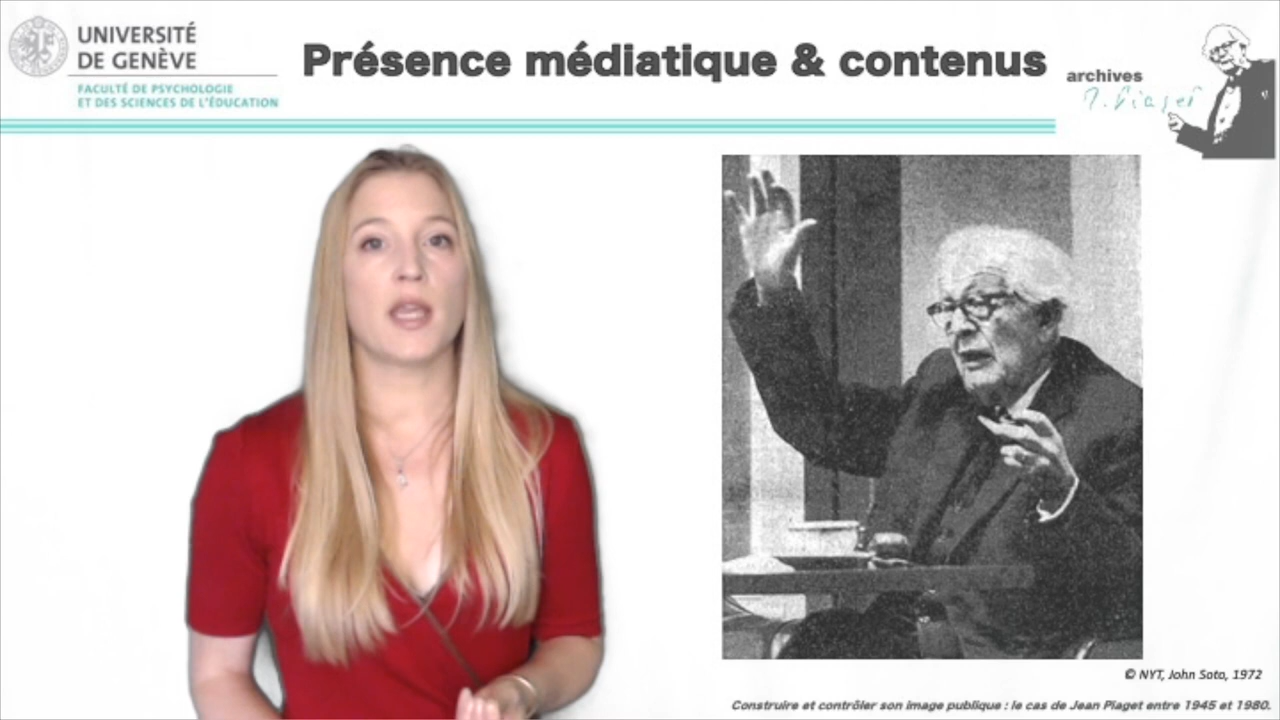 UNIVERSITÉ
DE GENÈVE
FACULTÉ DE PSYCHOLOGIE
ET DES SCIENCES DE L'ÉDUCATION
Présence médiatique & contenus
archives
J. Piaget
© NYT, John Soto, 1972
Construire et contrôler son image publique : le cas de Jean Piaget entre 1945 et 1980.